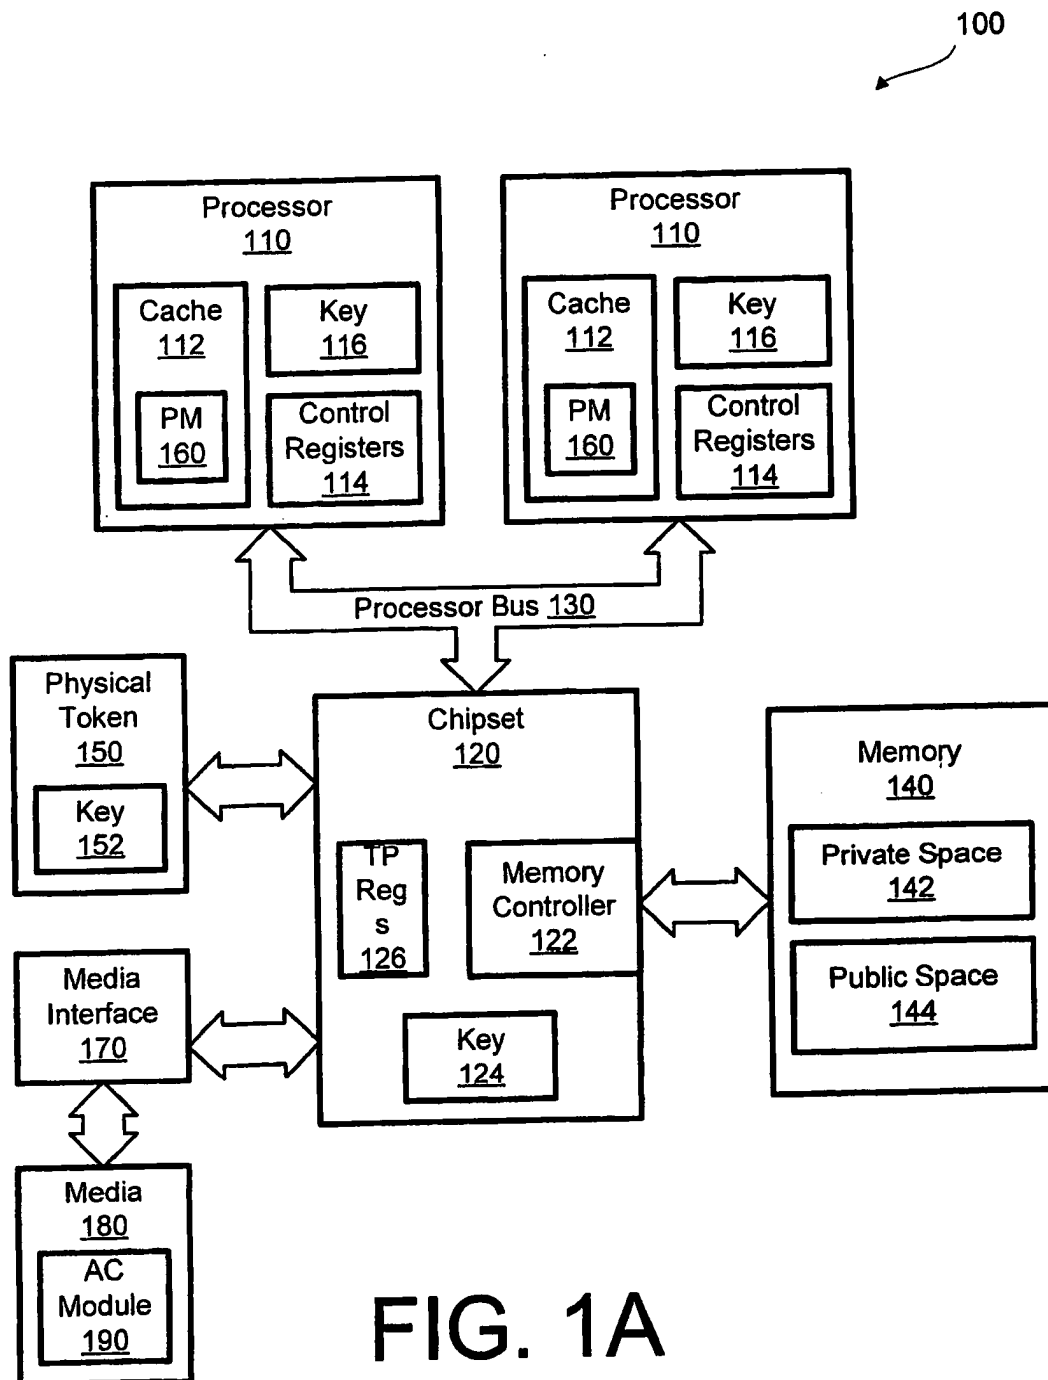 100
Processor
110
Cache
112
PM
160
Key
116
Control
Registers
114
Processor
110
Cache
112
PM
160
Key
116
Control
Registers
114
Processor Bus 130
Physical
Token
150
Key
152
Chipset
120
TP
Reg
s
126
Memory
Controller
122
Key
124
Memory
140
Private Space
142
Public Space
144
Media
Interface
170
Media
180
AC
Module
190
FIG. 1A